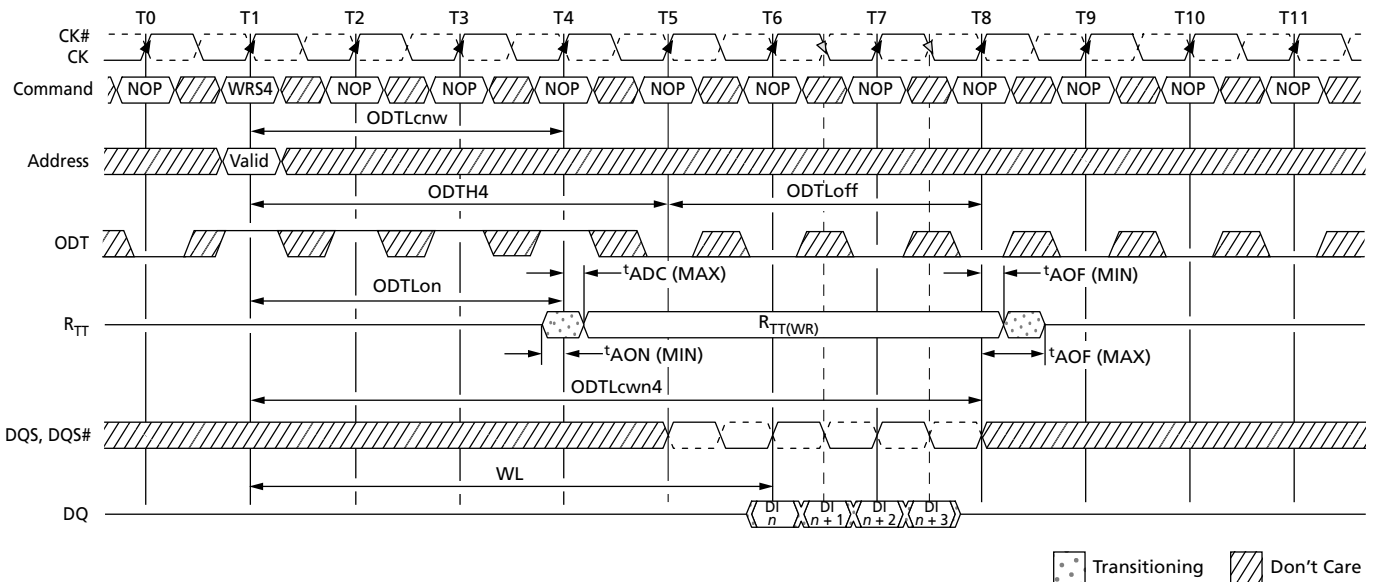 T0 T1 T2 T3 T4 T5 T6 T7 T8 T9 T10 T11
CK#
CK
Command NOP WRS4 NOP NOP NOP NOP NOP NOP NOP NOP NOP NOP
ODTLcnw
Address Valid
ODTH4 ODTLoff
ODT
tADC (MAX) tAOF (MIN)
ODTLon
RTT RTT(WR)
tAON (MIN) tAOF (MAX)
ODTLcwn4
DQS, DQS#
WL
DQ DI n DI n + 1 DI n + 2 DI n + 3
Transitioning Don't Care